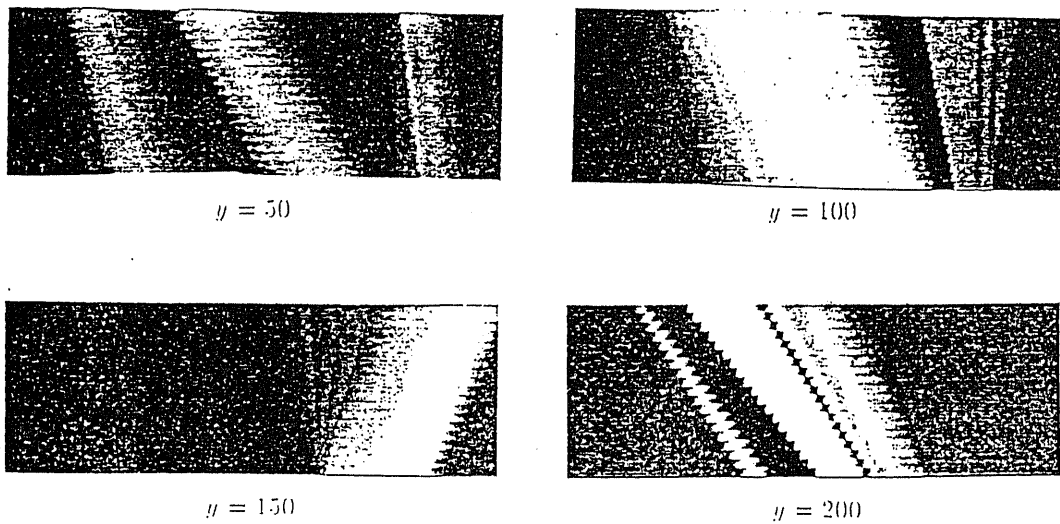 y = 50
y = 100
y = 150
y = 200